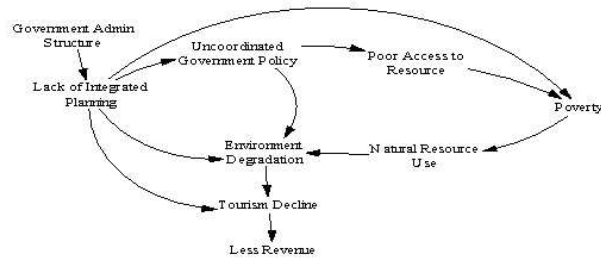 Government Admin
Structure
Uncoordinated
Government Policy
Poor Access to
Resource
Lack of Integrated
Planning
Poverty
Environment
Degradation
Natural Resource
Use
Tourism Decline
Less Revenue